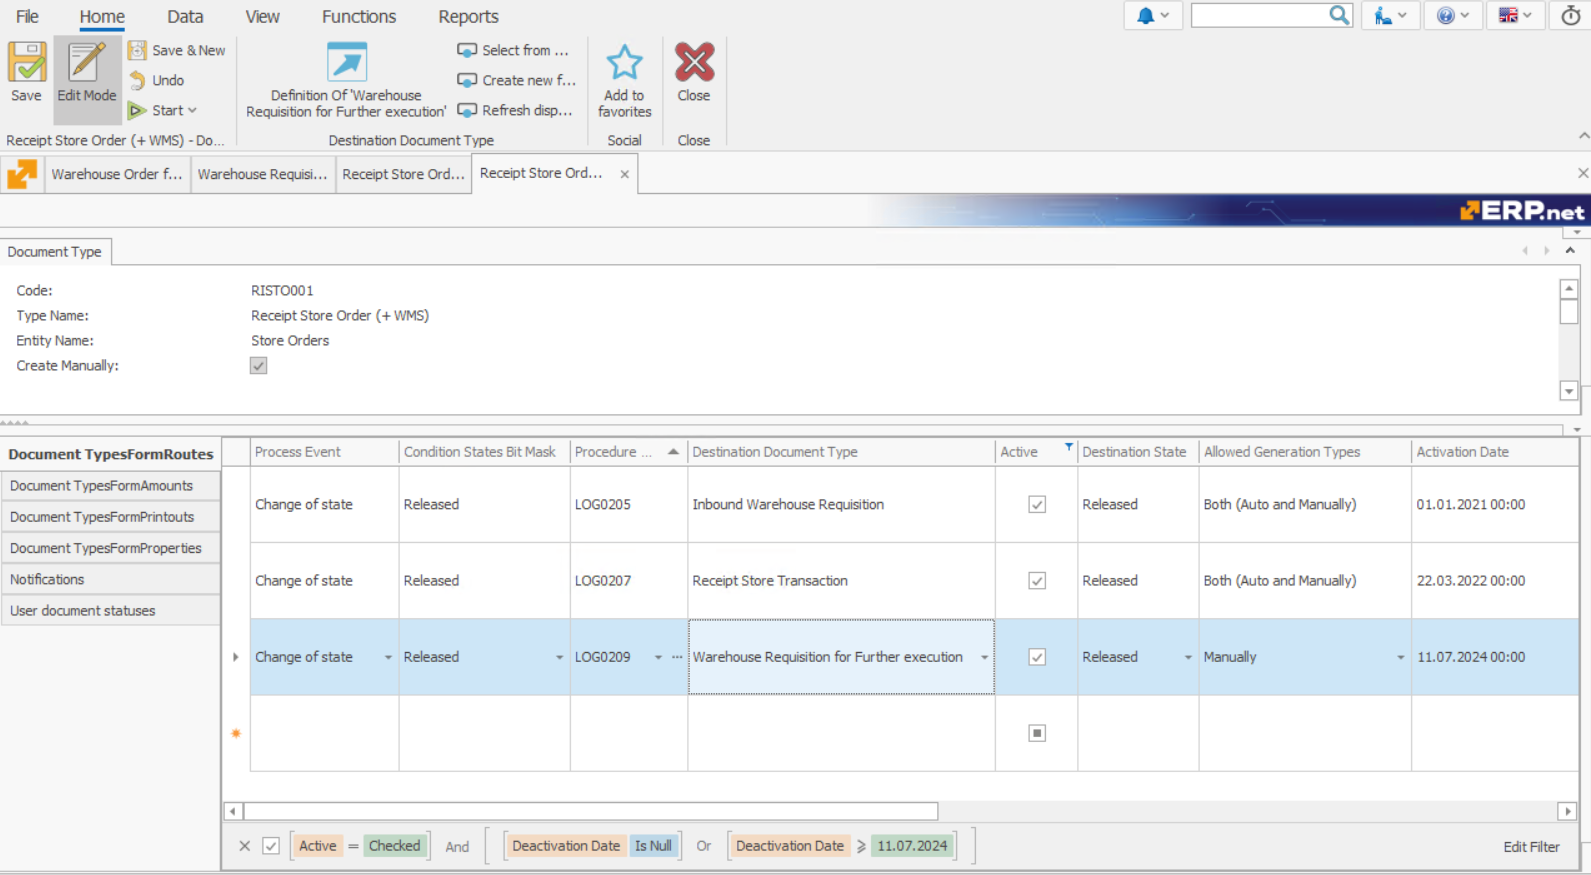 File Home Data View Functions Reports
Save
Edit Mode
Save & New
Undo
Start
Receipt Store Order (+ WMS) - Do...
Definition Of 'Warehouse
Requisition for Further execution'
Select from ...
Create new f...
Refresh disp...
Destination Document Type
Add to
favorites
Social
Close
Close
Warehouse Order f... Warehouse Requisi... Receipt Store Ord... Receipt Store Ord...
ERP.net
Document Type
Code: RISTO001
Type Name: Receipt Store Order (+ WMS)
Entity Name: Store Orders
Create Manually:
Document TypesFormRoutes
Document TypesFormAmounts
Document TypesFormPrintouts
Document TypesFormProperties
Notifications
User document statuses
Process Event Condition States Bit Mask Procedure ... Destination Document Type Active Destination State Allowed Generation Types Activation Date
Change of state Released LOG0205 Inbound Warehouse Requisition Released Both (Auto and Manually) 01.01.2021 00:00
Change of state Released LOG0207 Receipt Store Transaction Released Both (Auto and Manually) 22.03.2022 00:00
Change of state Released LOG0209 ... Warehouse Requisition for Further execution Released Manually 11.07.2024 00:00
Active = Checked And Deactivation Date Is Null Or Deactivation Date ⩾ 11.07.2024 Edit Filter